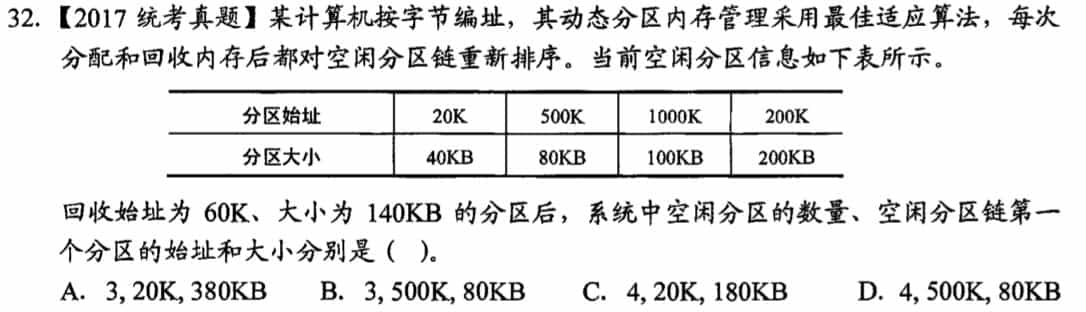 32. 【2017 统考真题】某计算机按字节编址，其动态分区内存管理采用最佳适应算法，每次
分配和回收内存后都对空闲分区链重新排序。当前空闲分区信息如下表所示。
分区始址 20K 500K 1000K 200K
分区大小 40KB 80KB 100KB 200KB
回收始址为 60K、大小为 140KB 的分区后，系统中空闲分区的数量、空闲分区链第一
个分区的始址和大小分别是（ ）。
A. 3, 20K, 380KB B. 3, 500K, 80KB C. 4, 20K, 180KB D. 4, 500K, 80KB